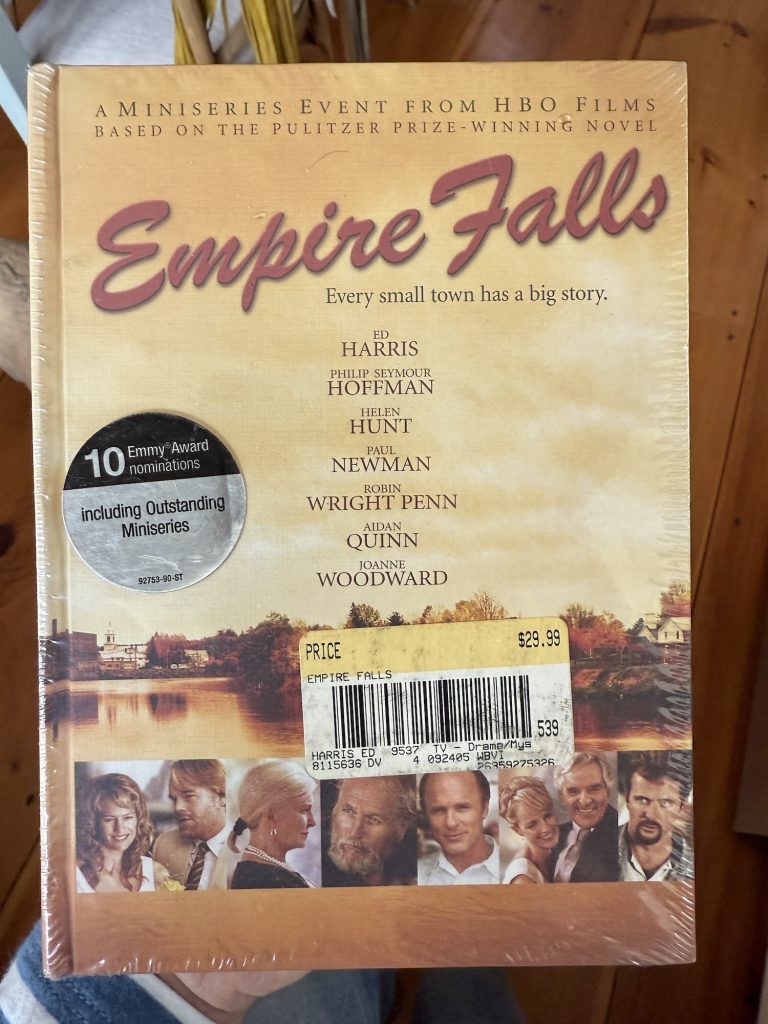 A MINISERIES EVENT FROM HBO FILMS
BASED ON THE PULITZER PRIZE-WINNING NOVEL
Empire Falls
Every small town has a big story.
ED
HARRIS
PHILIP SEYMOUR
HOFFMAN
HELEN
HUNT
PAUL
NEWMAN
ROBIN
WRIGHT PENN
AIDAN
QUINN
JOANNE
WOODWARD
10 Emmy® Award
nominations
including Outstanding
Miniseries
92753-90-ST
PRICE $29.99
EMPIRE FALLS
539
HARRIS ED 9537 TV - Drama/Mys
8115636 DV 4 092405 WBVI
26359275326